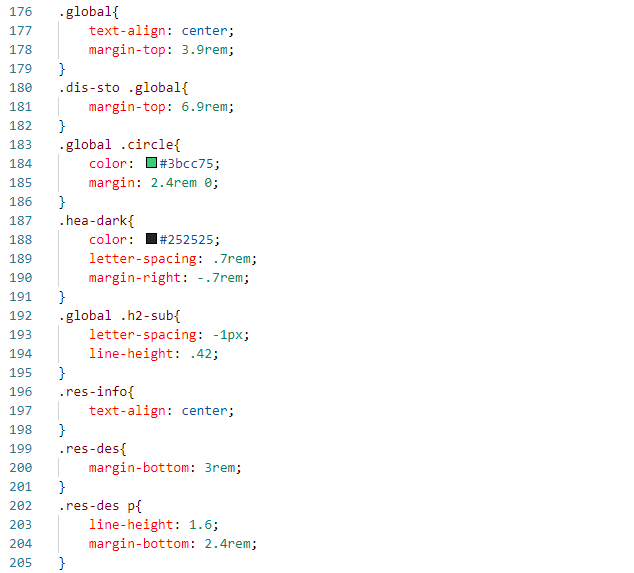 176 .global{
177     text-align: center;
178     margin-top: 3.9rem;
179 }
180 .dis-sto .global{
181     margin-top: 6.9rem;
182 }
183 .global .circle{
184     color: #3bcc75;
185     margin: 2.4rem 0;
186 }
187 .hea-dark{
188     color: #252525;
189     letter-spacing: .7rem;
190     margin-right: -.7rem;
191 }
192 .global .h2-sub{
193     letter-spacing: -1px;
194     line-height: .42;
195 }
196 .res-info{
197     text-align: center;
198 }
199 .res-des{
200     margin-bottom: 3rem;
201 }
202 .res-des p{
203     line-height: 1.6;
204     margin-bottom: 2.4rem;
205 }